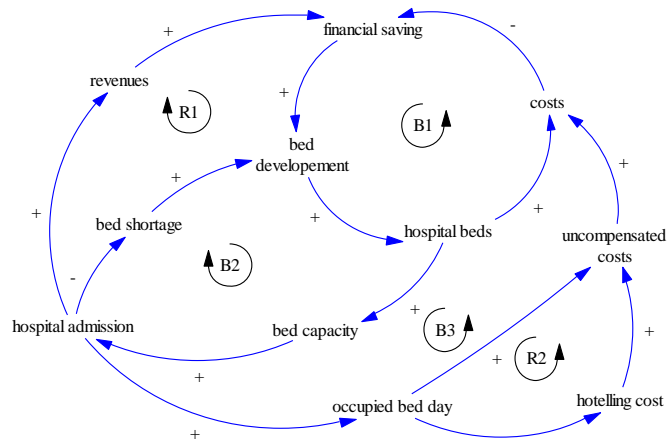 financial saving
-
+
revenues
R1
+
B1
costs
bed
developement
+
+
+
bed shortage
+
+
+
hospital beds
uncompensated
costs
B2
-
hospital admission
bed capacity
+
B3
+
R2
+
+
hotelling cost
occupied bed day
+
+